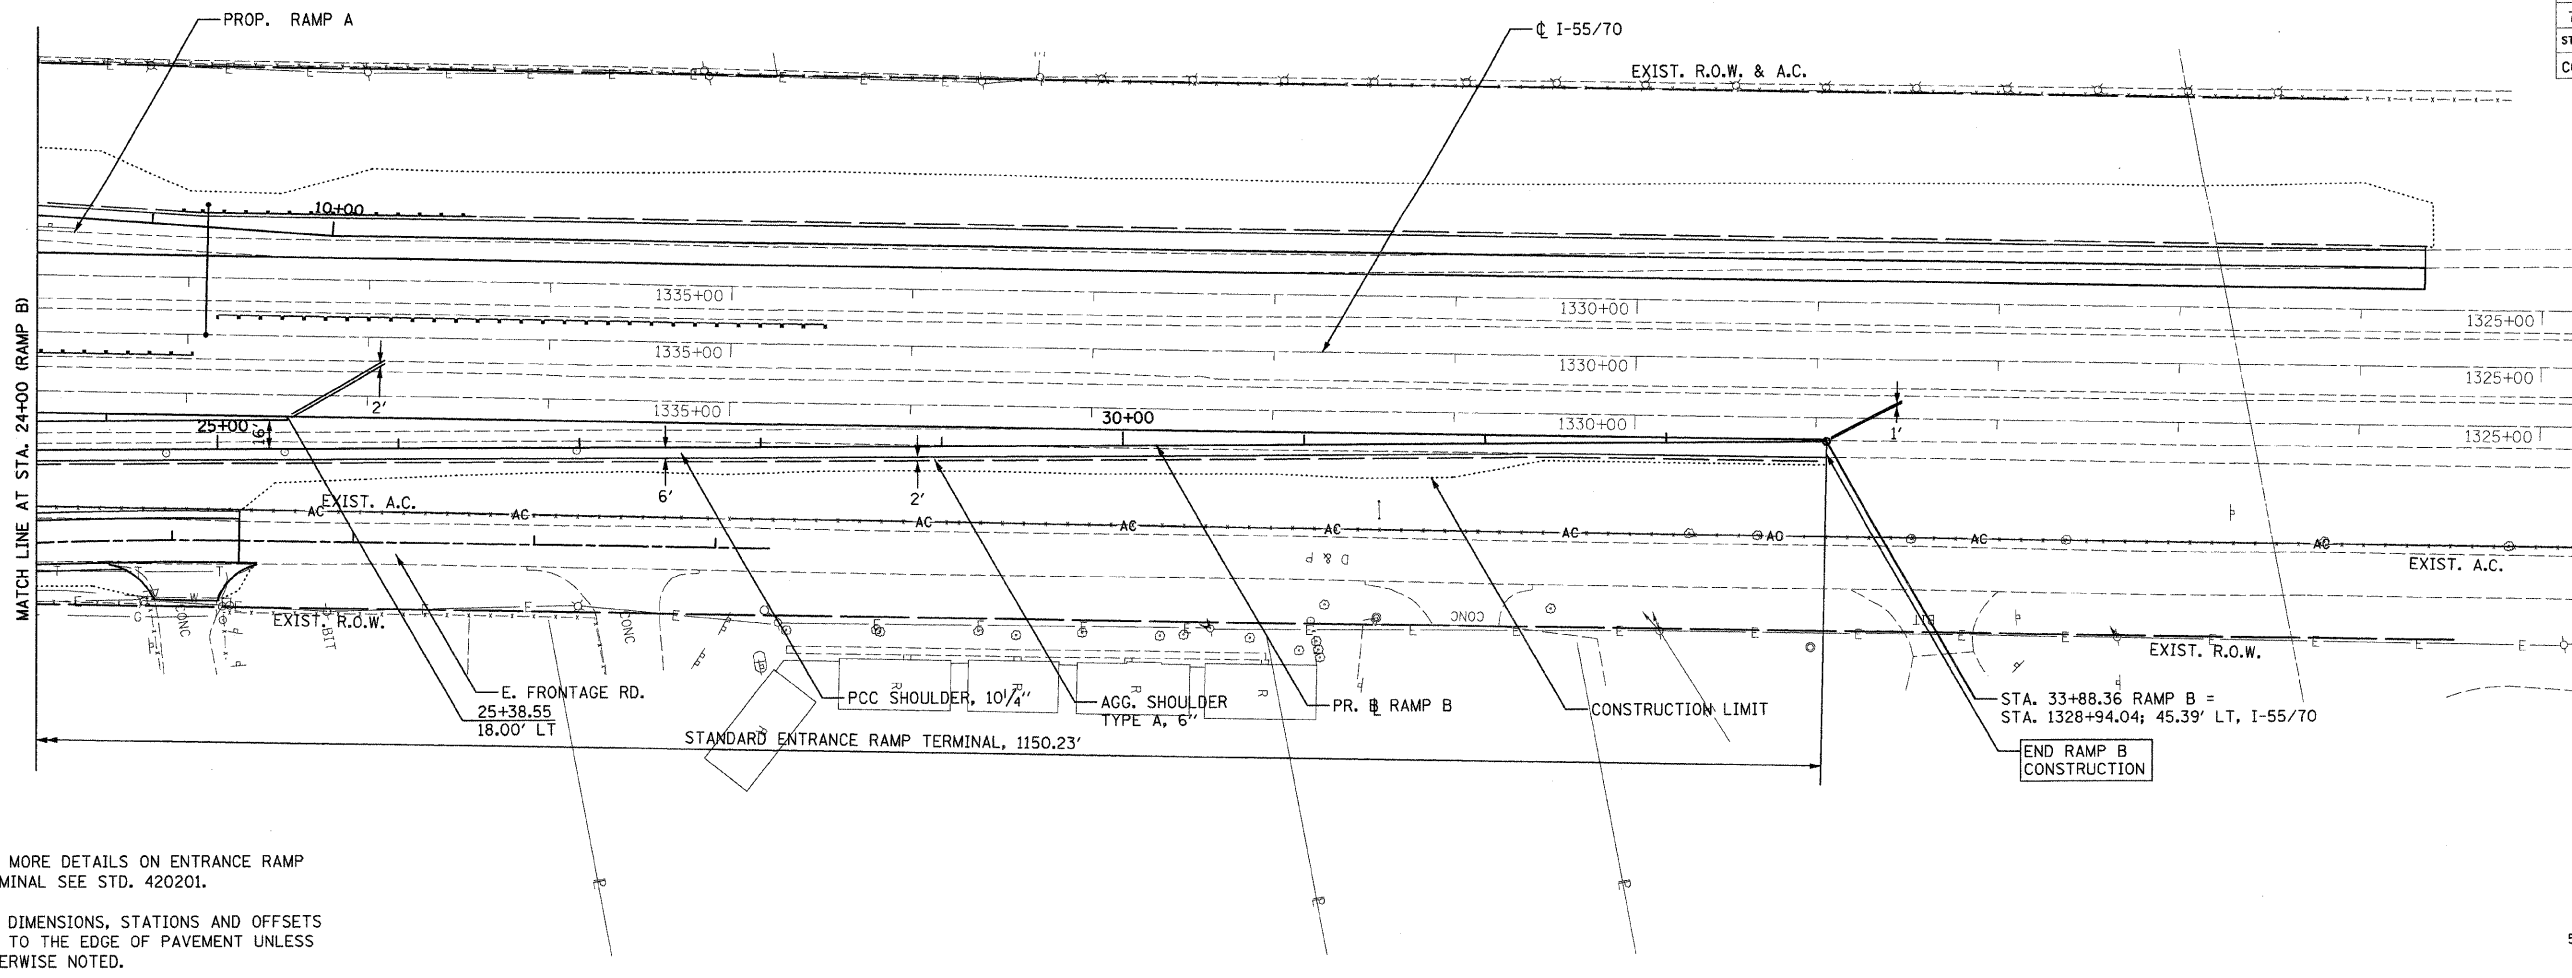 PROP. RAMP A
℄ I-55/70
EXIST. R.O.W. & A.C.
10+00
1335+00
1330+00
1325+00
1335+00
1330+00
1325+00
1335+00
1330+00
1325+00
MATCH LINE AT STA. 24+00 (RAMP B)
2'
25+00
16'
30+00
1'
6'
2'
EXIST. A.C.
AC
AC
AC
AC
AC
AC
AC
AC
EXIST. A.C.
D & P
CONC
BIT
CONC
CONC
BIT
EXIST. R.O.W.
EXIST. R.O.W.
E. FRONTAGE RD.
25+38.55
18.00' LT
PCC SHOULDER, 10¼"
AGG. SHOULDER
TYPE A, 6"
PR. ℄ RAMP B
CONSTRUCTION LIMIT
STA. 33+88.36 RAMP B =
STA. 1328+94.04; 45.39' LT, I-55/70
END RAMP B
CONSTRUCTION
STANDARD ENTRANCE RAMP TERMINAL, 1150.23'
MORE DETAILS ON ENTRANCE RAMP
MINAL SEE STD. 420201.
DIMENSIONS, STATIONS AND OFFSETS
TO THE EDGE OF PAVEMENT UNLESS
ERWISE NOTED.